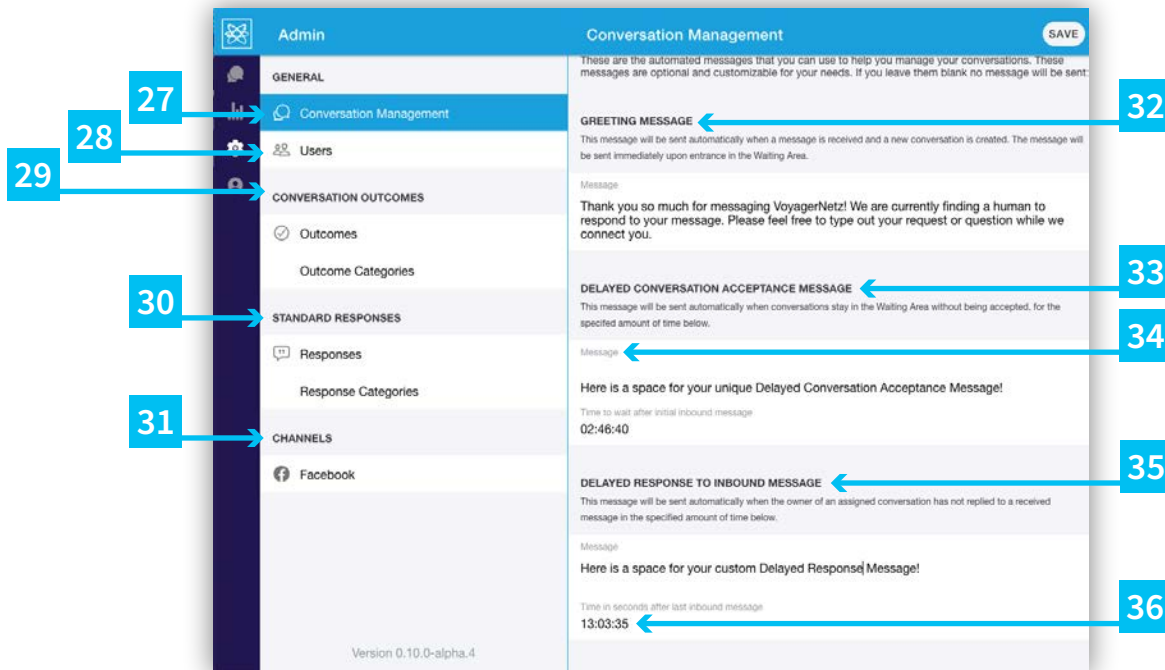 Admin
Conversation Management
SAVE
27
28
29
30
31
GENERAL
Conversation Management
Users
CONVERSATION OUTCOMES
Outcomes
Outcome Categories
STANDARD RESPONSES
Responses
Response Categories
CHANNELS
Facebook
Version 0.10.0-alpha.4
These are the automated messages that you can use to help you manage your conversations. These
messages are optional and customizable for your needs. If you leave them blank no message will be sent:
GREETING MESSAGE
This message will be sent automatically when a message is received and a new conversation is created. The message will
be sent immediately upon entrance in the Waiting Area.
Message
Thank you so much for messaging VoyagerNetz! We are currently finding a human to
respond to your message. Please feel free to type out your request or question while we
connect you.
DELAYED CONVERSATION ACCEPTANCE MESSAGE
This message will be sent automatically when conversations stay in the Waiting Area without being accepted, for the
specifed amount of time below.
Message
Here is a space for your unique Delayed Conversation Acceptance Message!
Time to wait after initial inbound message
02:46:40
DELAYED RESPONSE TO INBOUND MESSAGE
This message will be sent automatically when the owner of an assigned conversation has not replied to a received
message in the specified amount of time below.
Message
Here is a space for your custom Delayed Response Message!
Time in seconds after last inbound message
13:03:35
32
33
34
35
36